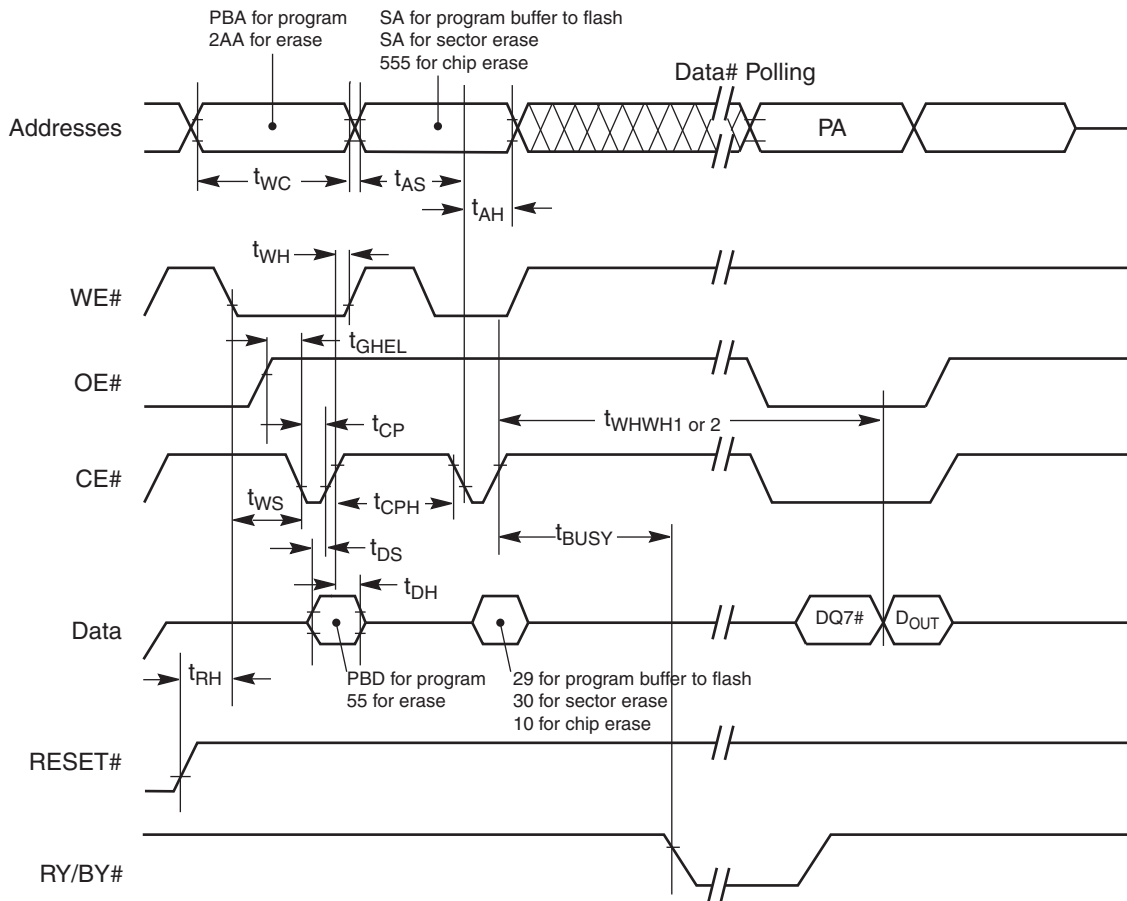 PBA for program
2AA for erase
SA for program buffer to flash
SA for sector erase
555 for chip erase
Data# Polling
Addresses
PA
tWC
tAS
tAH
tWH
WE#
tGHEL
OE#
tWHWH1 or 2
tCP
CE#
tWS
tCPH
tBUSY
tDS
tDH
Data
DQ7#
DOUT
tRH
PBD for program
55 for erase
29 for program buffer to flash
30 for sector erase
10 for chip erase
RESET#
RY/BY#